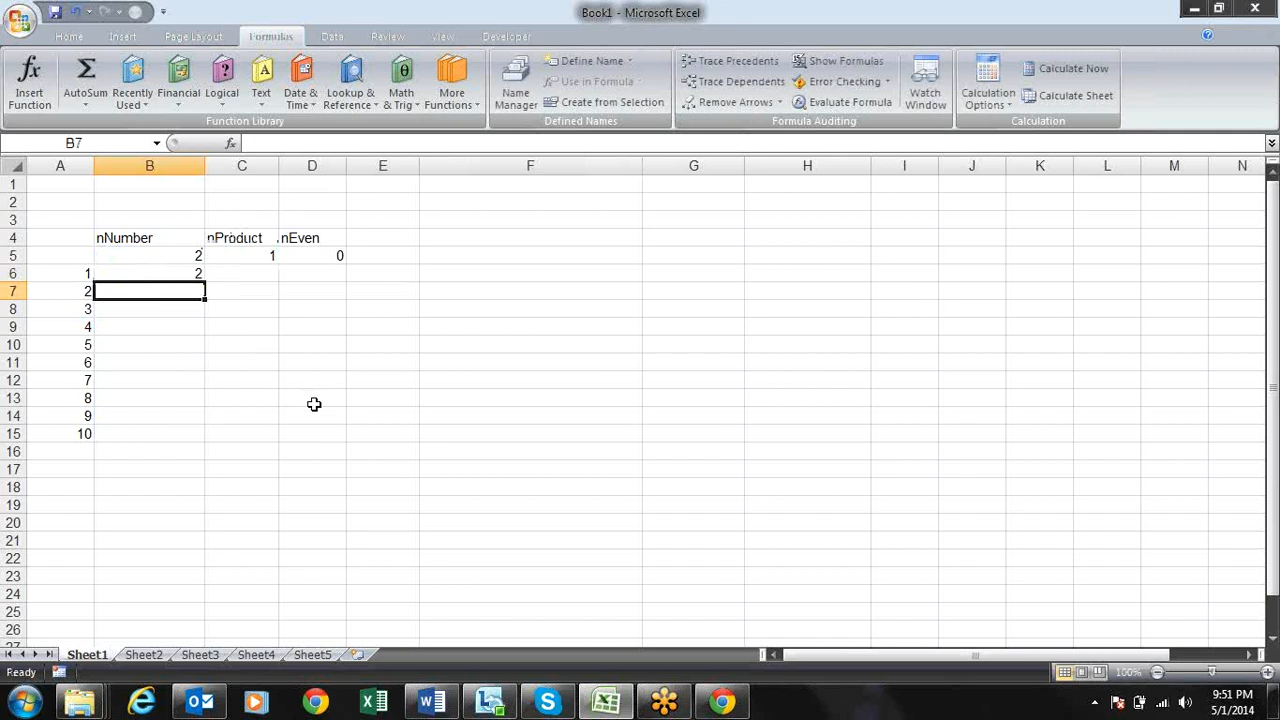 Book1 - Microsoft Excel
Home Insert Page Layout Formulas Data Review View Developer
Insert Function
AutoSum
Recently Used
Financial
Logical
Text
Date & Time
Lookup & Reference
Math & Trig
More Functions
Function Library
Name Manager
Define Name
Use in Formula
Create from Selection
Defined Names
Trace Precedents
Trace Dependents
Remove Arrows
Show Formulas
Error Checking
Evaluate Formula
Watch Window
Formula Auditing
Calculation Options
Calculate Now
Calculate Sheet
Calculation
B7 fx
A B C D E F G H I J K L M N
1
2
3
4 nNumber nProduct nEven
5 2 1 0
6 1 2
7 2
8 3
9 4
10 5
11 6
12 7
13 8
14 9
15 10
16
17
18
19
20
21
22
23
24
25
26
27
Sheet1 Sheet2 Sheet3 Sheet4 Sheet5
Ready 100%
9:51 PM
5/1/2014